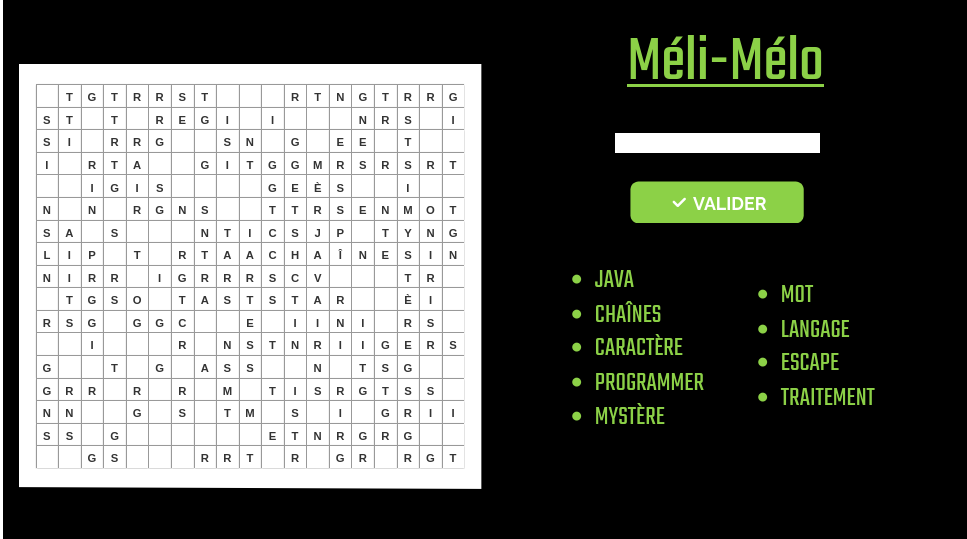 Méli-Mélo
T G T R R S T R T N G T R R G
S T T R E G I I N R S I
S I R R G S N G E E T
I R T A G I T G G M R S R S R T
I G I S G E È S I
N N R G N S T T R S E N M O T
S A S N T I C S J P T Y N G
L I P T R T A A C H A Î N E S I N
N I R R I G R R R S C V T R
T G S O T A S T S T A R È I
R S G G G C E I I N I R S
I R N S T N R I I G E R S
G T G A S S N T S G
G R R R R M T I S R G T S S
N N G S T M S I G R I I
S S G E T N R G R G
G S R R T R G R R G T
VALIDER
JAVA
CHAÎNES
CARACTÈRE
PROGRAMMER
MYSTÈRE
MOT
LANGAGE
ESCAPE
TRAITEMENT